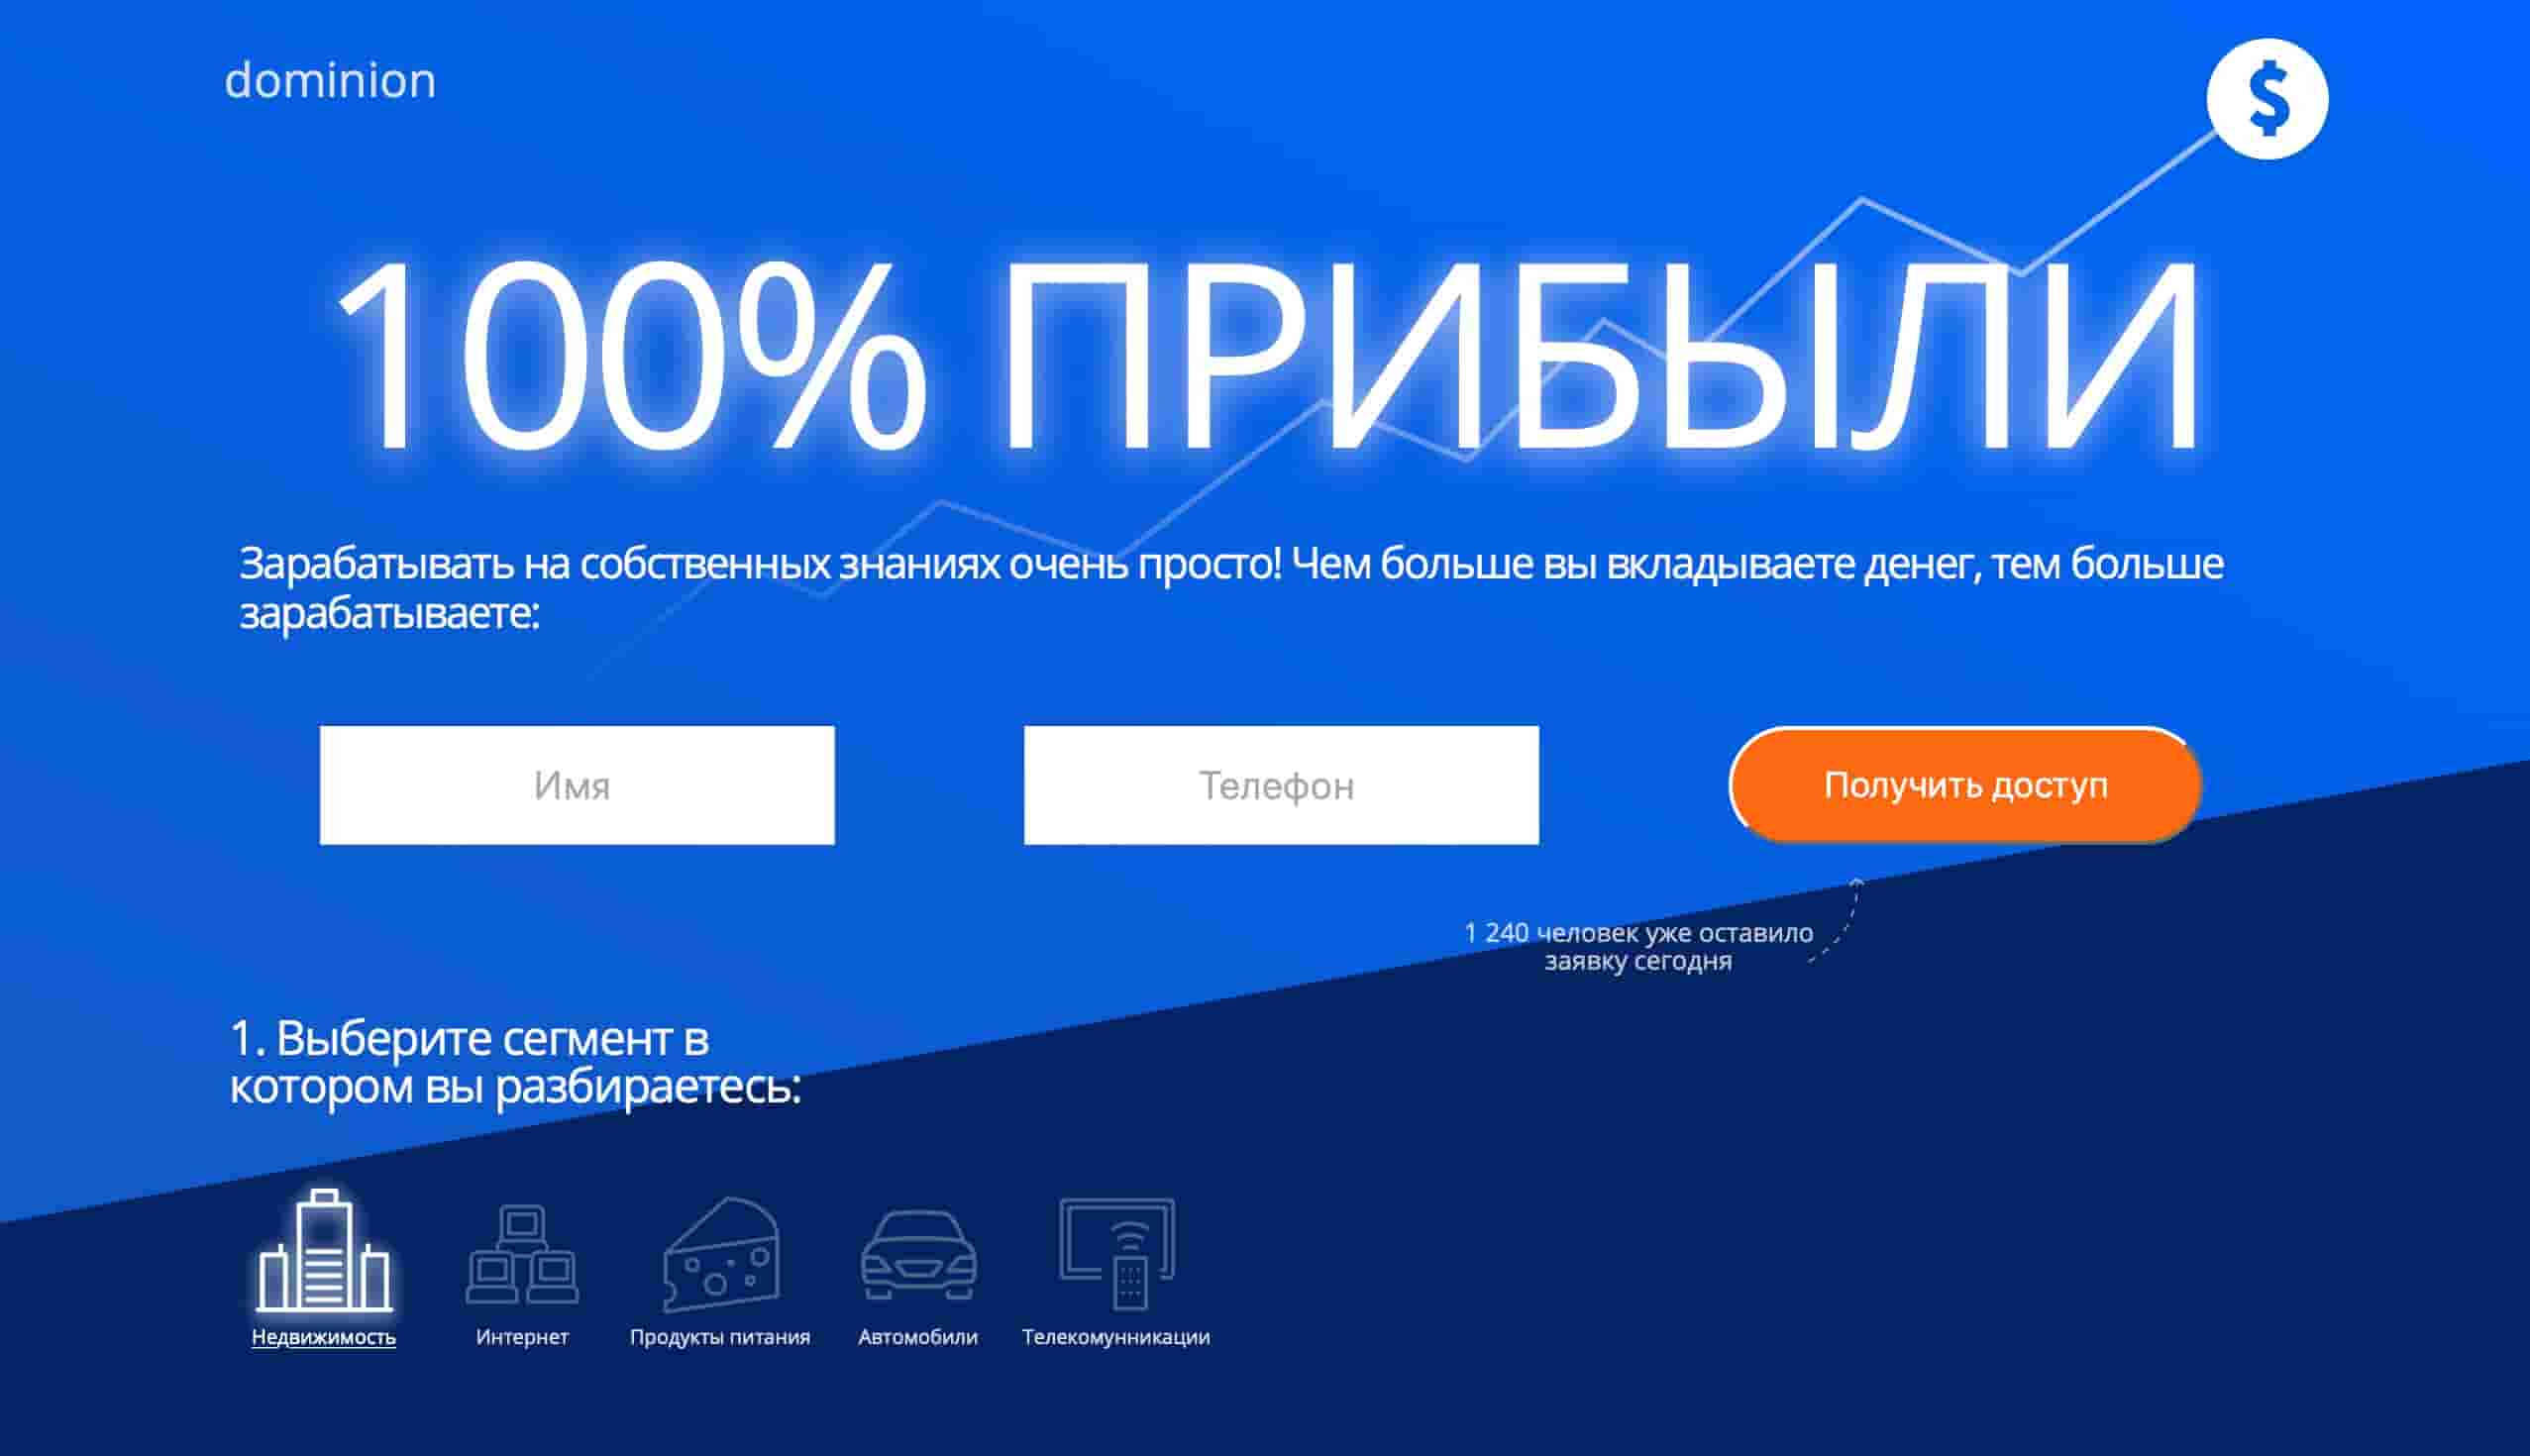 dominion
$
100% ПРИБЫЛИ
Зарабатывать на собственных знаниях очень просто! Чем больше вы вкладываете денег, тем больше
зарабатываете:
Имя
Телефон
Получить доступ
1 240 человек уже оставило
заявку сегодня
1. Выберите сегмент в
котором вы разбираетесь:
Недвижимость
Интернет
Продукты питания
Автомобили
Телекомунникации